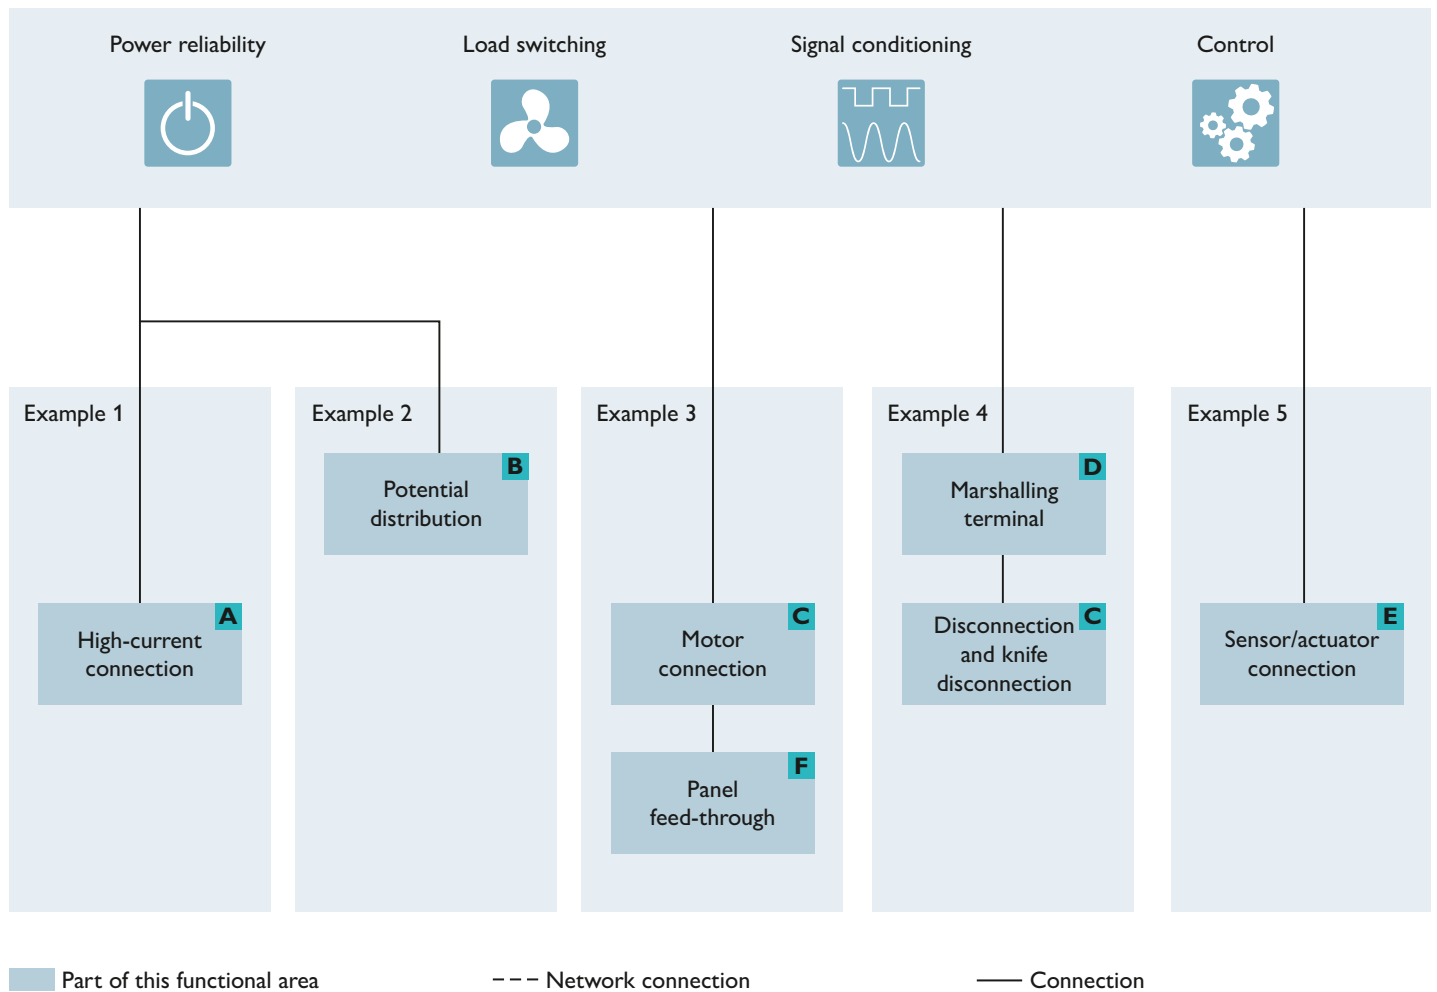 Power reliability
Load switching
Signal conditioning
Control
Example 1
Example 2
Example 3
Example 4
Example 5
B
Potential
distribution
D
Marshalling
terminal
A
High-current
connection
C
Motor
connection
C
Disconnection
and knife
disconnection
E
Sensor/actuator
connection
F
Panel
feed-through
Part of this functional area
Network connection
Connection